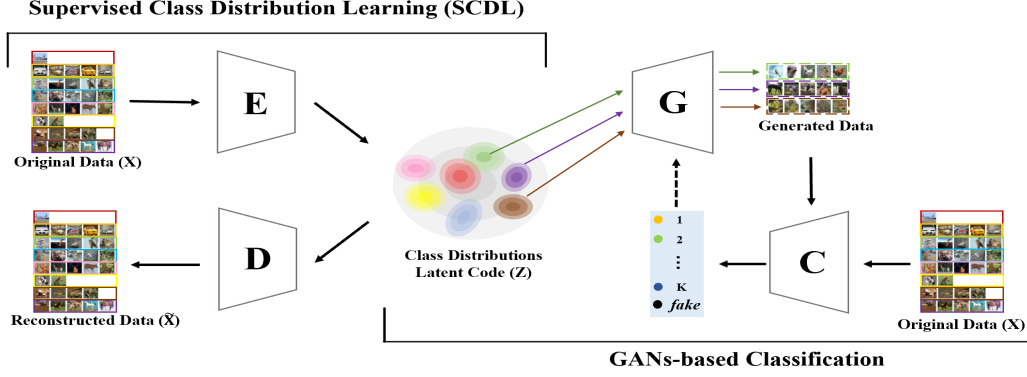 Supervised Class Distribution Learning (SCDL)
E
G
Original Data (X)
Generated Data
Class Distributions
Latent Code (Z)
D
C
1
2
⋮
K
fake
Reconstructed Data (X̃)
Original Data (X)
GANs-based Classification